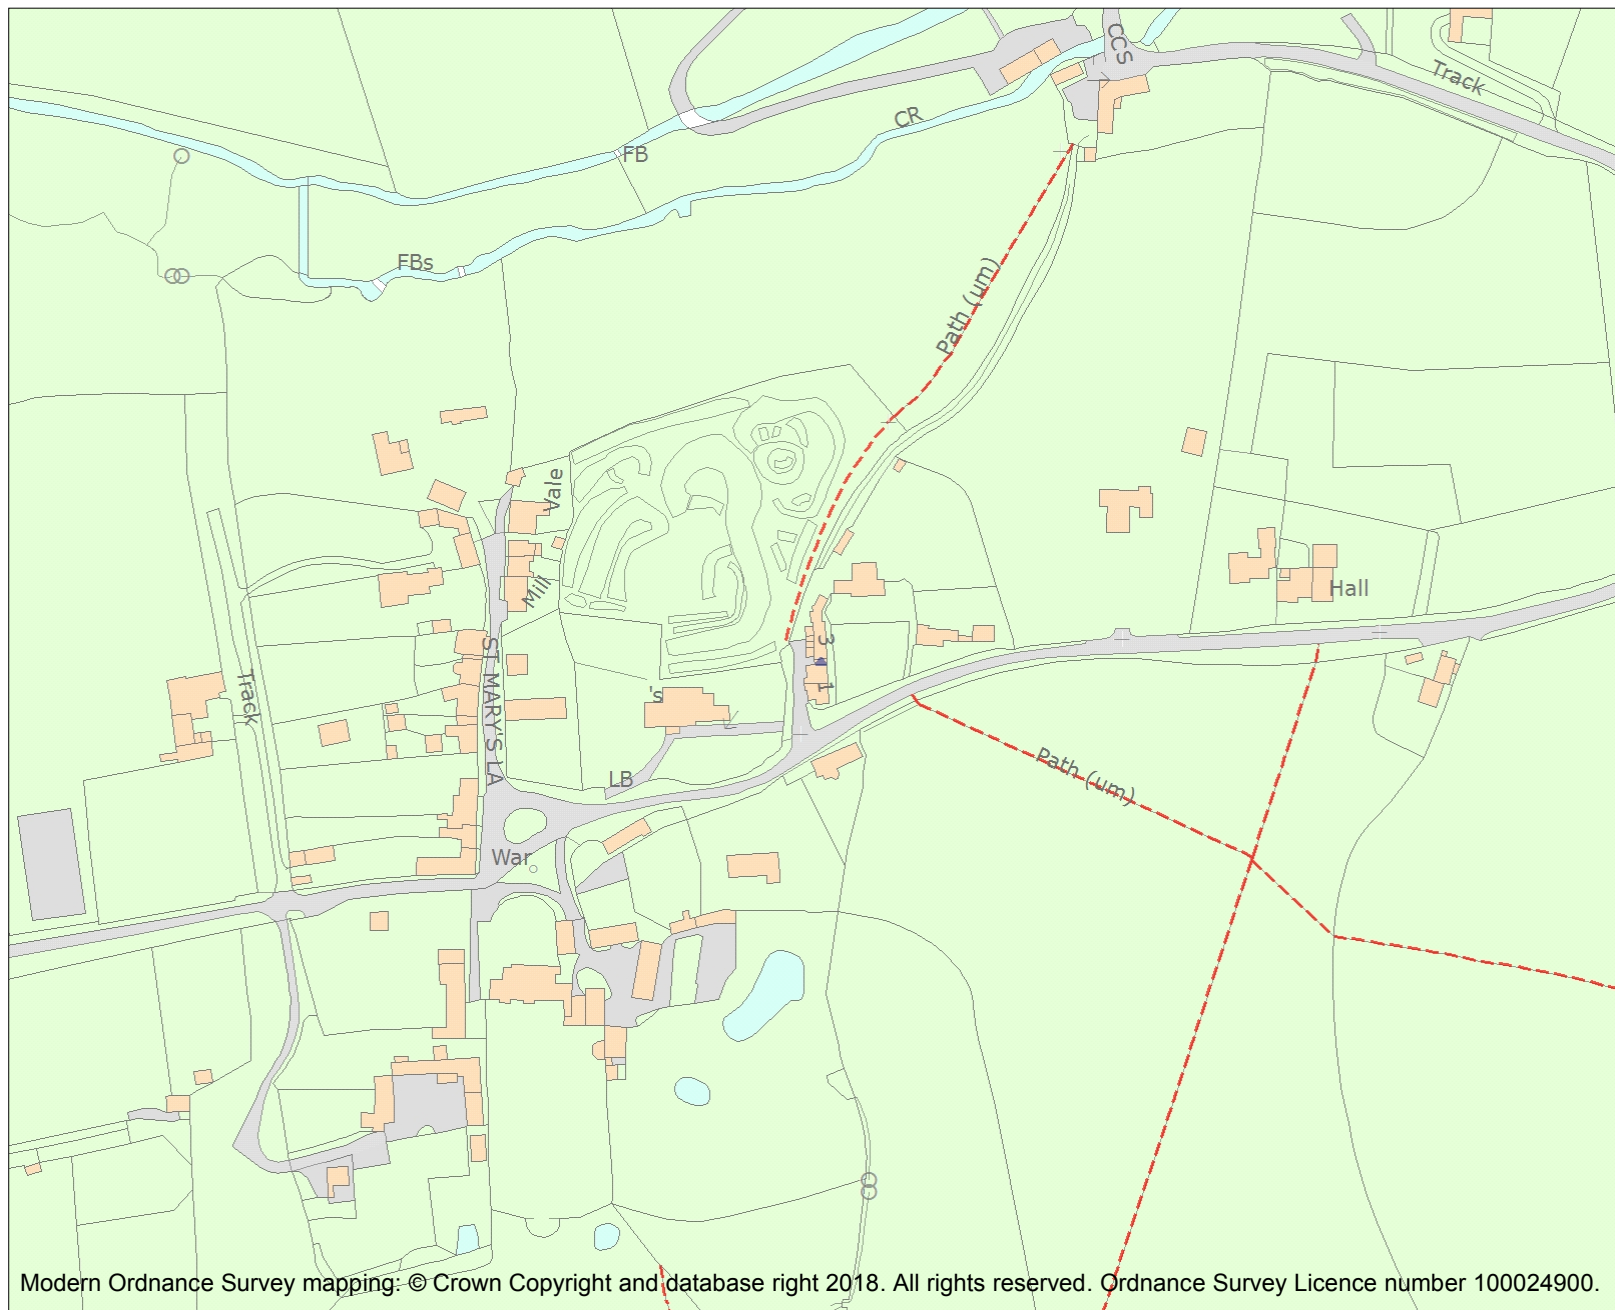 CCS
Track
CR
FB
FBs
Path (um)
Vale
Mill
Hall
ST MARY'S LA
3
1
's
Track
Path (um)
LB
War
Modern Ordnance Survey mapping: © Crown Copyright and database right 2018. All rights reserved. Ordnance Survey Licence number 100024900.